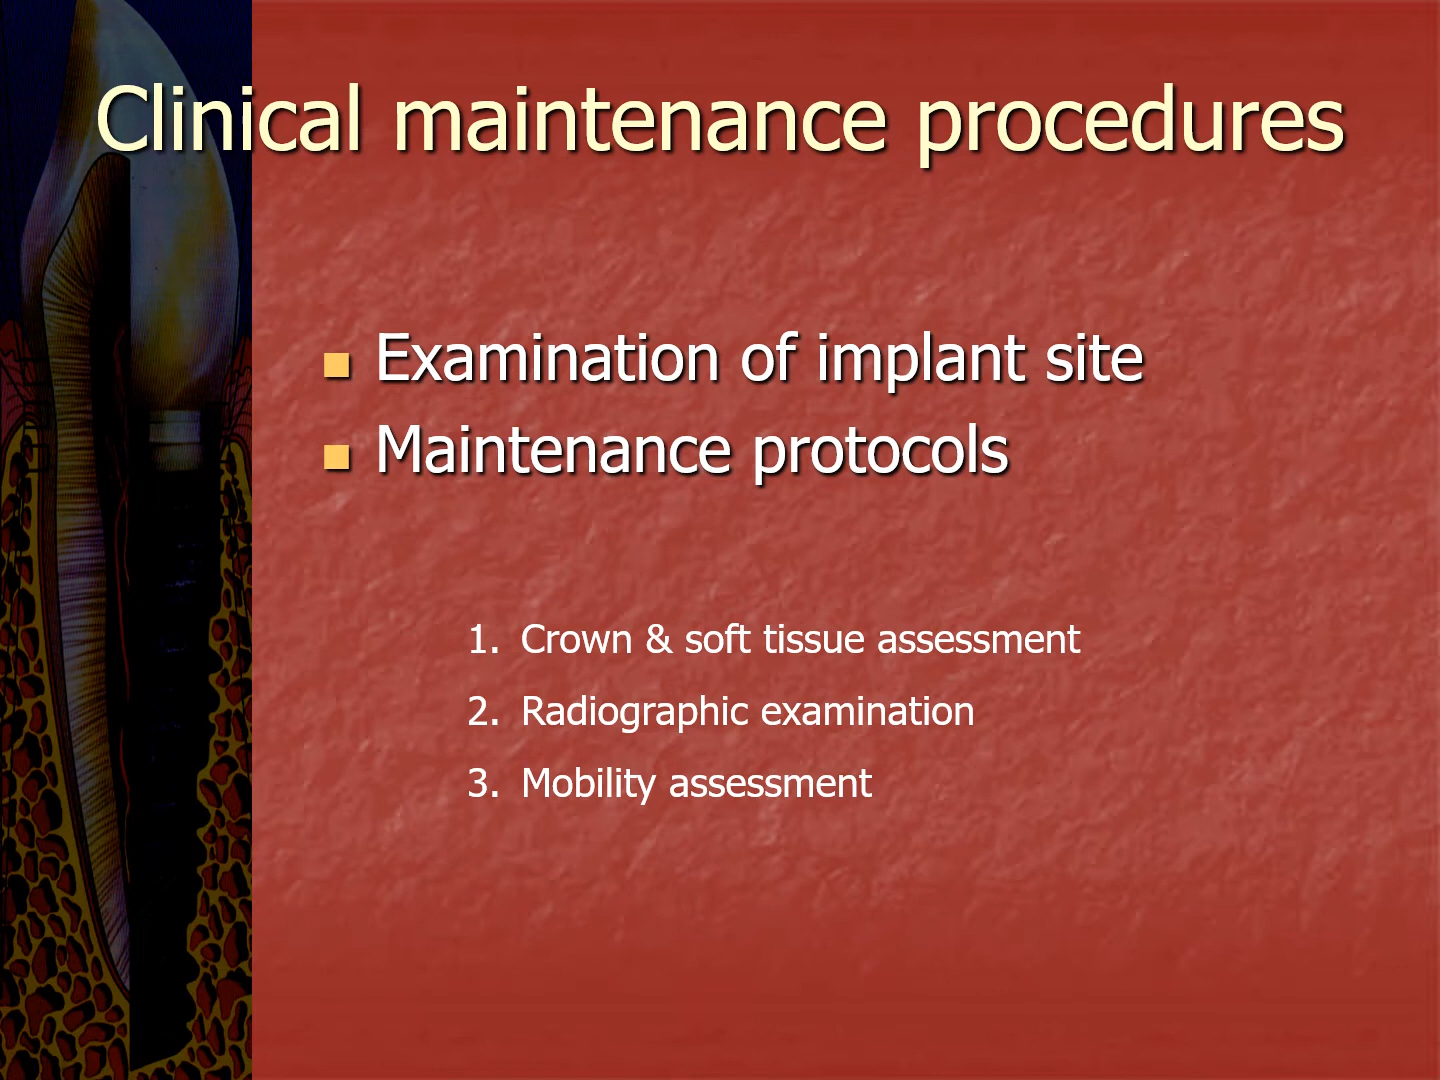 Clinical maintenance procedures
■ Examination of implant site
■ Maintenance protocols
1. Crown & soft tissue assessment
2. Radiographic examination
3. Mobility assessment